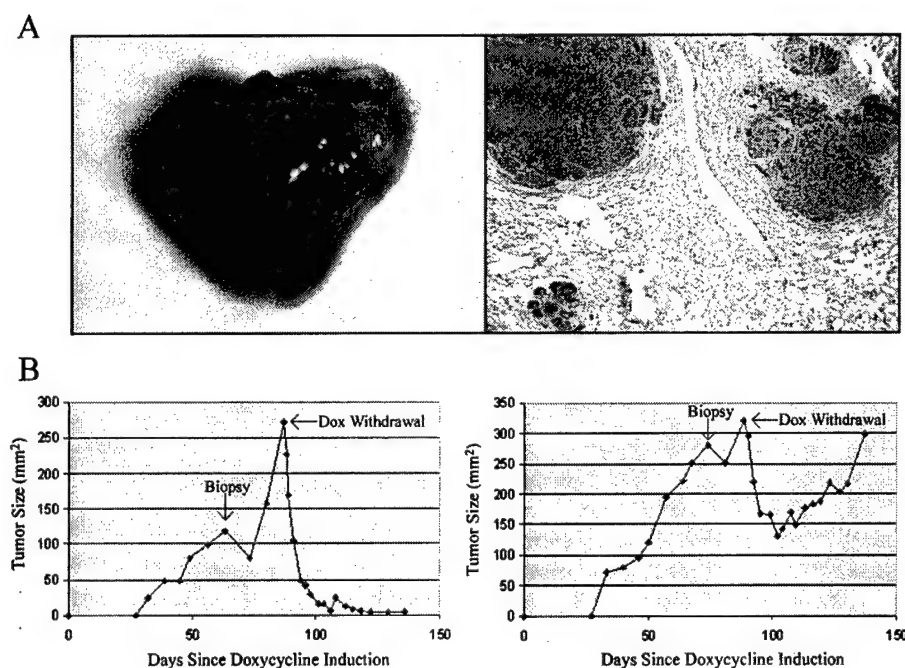 A
B
300
250
200
150
100
50
0
Tumor Size (mm²)
Biopsy
Dox Withdrawal
0
50
100
150
Days Since Doxycycline Induction
350
300
250
200
150
100
50
0
Tumor Size (mm²)
Biopsy
Dox Withdrawal
0
50
100
150
Days Since Doxycycline Induction